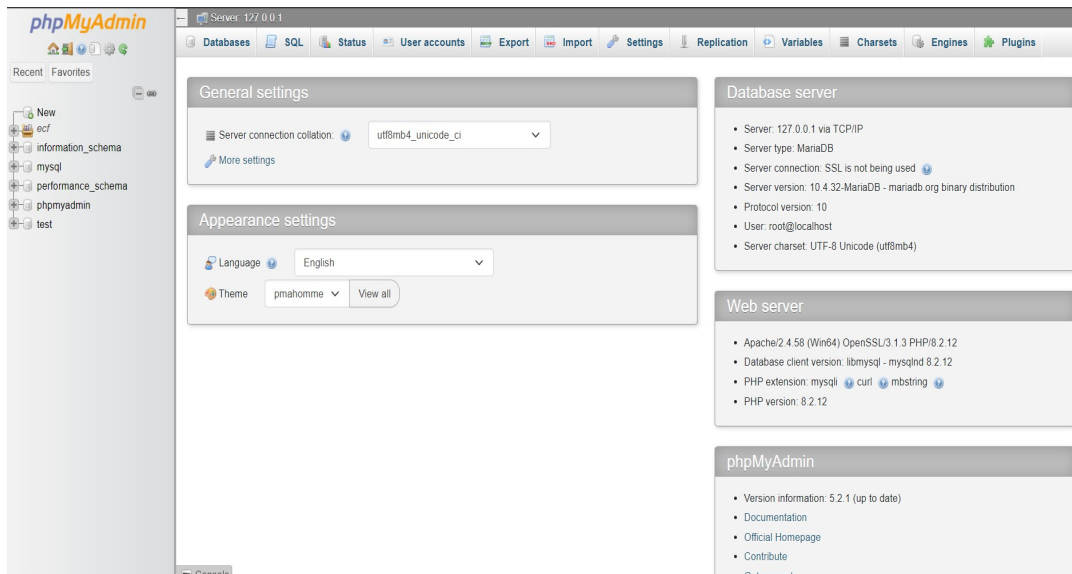 phpMyAdmin
Recent Favorites
New
ecf
information_schema
mysql
performance_schema
phpmyadmin
test
Server: 127.0.0.1
Databases SQL Status User accounts Export Import Settings Replication Variables Charsets Engines Plugins
General settings
Server connection collation: utf8mb4_unicode_ci
More settings
Appearance settings
Language English
Theme pmahomme View all
Database server
Server: 127.0.0.1 via TCP/IP
Server type: MariaDB
Server connection: SSL is not being used
Server version: 10.4.32-MariaDB - mariadb.org binary distribution
Protocol version: 10
User: root@localhost
Server charset: UTF-8 Unicode (utf8mb4)
Web server
Apache/2.4.58 (Win64) OpenSSL/3.1.3 PHP/8.2.12
Database client version: libmysql - mysqlnd 8.2.12
PHP extension: mysqli curl mbstring
PHP version: 8.2.12
phpMyAdmin
Version information: 5.2.1 (up to date)
Documentation
Official Homepage
Contribute